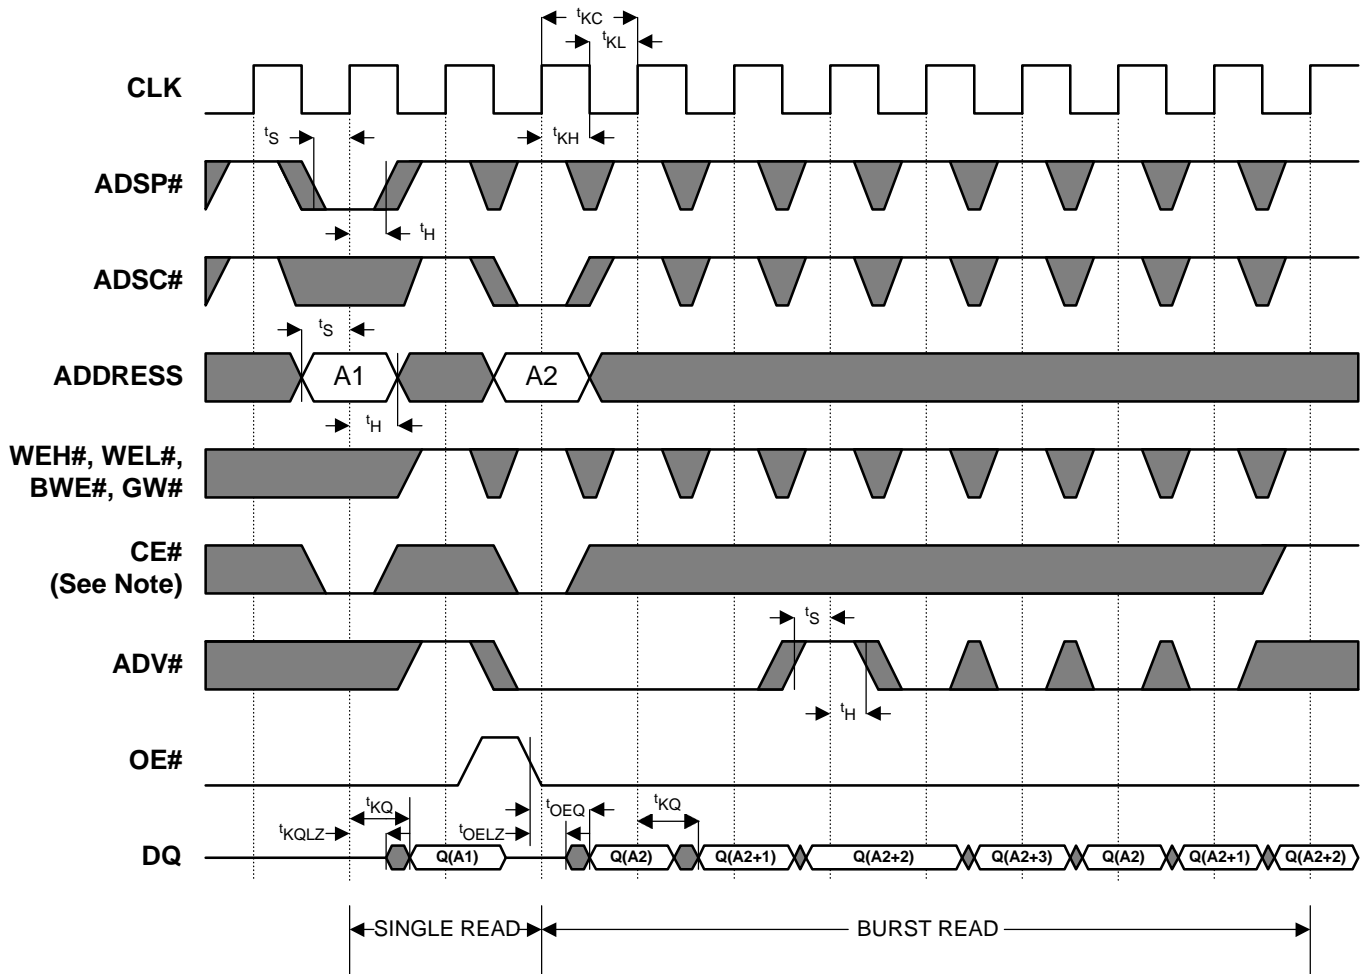 tKC
tKL
CLK
tS
tKH
ADSP#
tH
ADSC#
tS
ADDRESS
A1
A2
tH
WEH#, WEL#,
BWE#, GW#
CE#
(See Note)
tS
ADV#
tH
OE#
tKQ
tOEQ
tKQ
tKQLZ
tOELZ
DQ
Q(A1)
Q(A2)
Q(A2+1)
Q(A2+2)
Q(A2+3)
Q(A2)
Q(A2+1)
Q(A2+2)
SINGLE READ
BURST READ